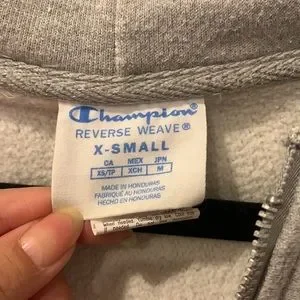 Champion
REVERSE WEAVE®
X-SMALL
CA MEX JPN
XS/TP XCH M
MADE IN HONDURAS
FABRIQUÉ AU HONDURAS
HECHO EN HONDURAS